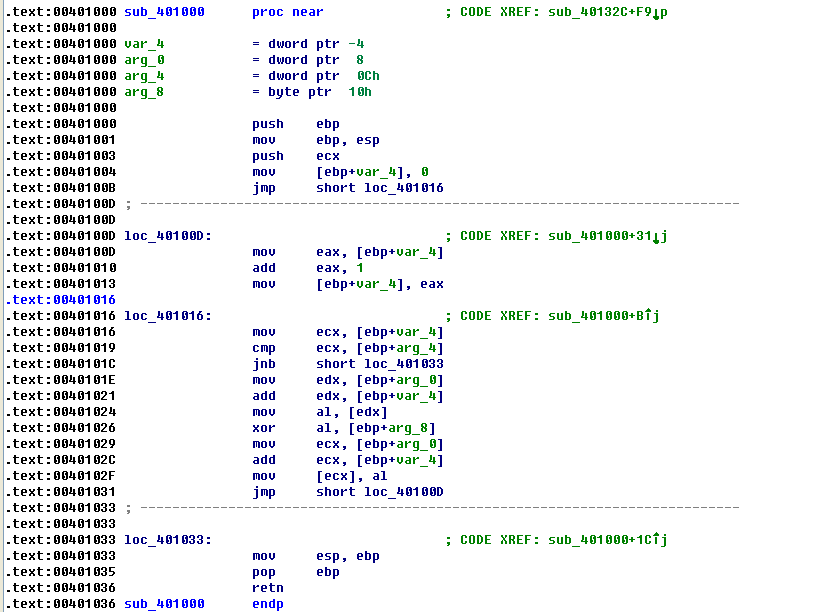 .text:00401000 sub_401000      proc near               ; CODE XREF: sub_40132C+F9↓p
.text:00401000
.text:00401000 var_4           = dword ptr -4
.text:00401000 arg_0           = dword ptr  8
.text:00401000 arg_4           = dword ptr  0Ch
.text:00401000 arg_8           = byte ptr  10h
.text:00401000
.text:00401000                 push    ebp
.text:00401001                 mov     ebp, esp
.text:00401003                 push    ecx
.text:00401004                 mov     [ebp+var_4], 0
.text:0040100B                 jmp     short loc_401016
.text:0040100D ; ---------------------------------------------------------------------------
.text:0040100D
.text:0040100D loc_40100D:                             ; CODE XREF: sub_401000+31↓j
.text:0040100D                 mov     eax, [ebp+var_4]
.text:00401010                 add     eax, 1
.text:00401013                 mov     [ebp+var_4], eax
.text:00401016
.text:00401016 loc_401016:                             ; CODE XREF: sub_401000+B↑j
.text:00401016                 mov     ecx, [ebp+var_4]
.text:00401019                 cmp     ecx, [ebp+arg_4]
.text:0040101C                 jnb     short loc_401033
.text:0040101E                 mov     edx, [ebp+arg_0]
.text:00401021                 add     edx, [ebp+var_4]
.text:00401024                 mov     al, [edx]
.text:00401026                 xor     al, [ebp+arg_8]
.text:00401029                 mov     ecx, [ebp+arg_0]
.text:0040102C                 add     ecx, [ebp+var_4]
.text:0040102F                 mov     [ecx], al
.text:00401031                 jmp     short loc_40100D
.text:00401033 ; ---------------------------------------------------------------------------
.text:00401033
.text:00401033 loc_401033:                             ; CODE XREF: sub_401000+1C↑j
.text:00401033                 mov     esp, ebp
.text:00401035                 pop     ebp
.text:00401036                 retn
.text:00401036 sub_401000      endp